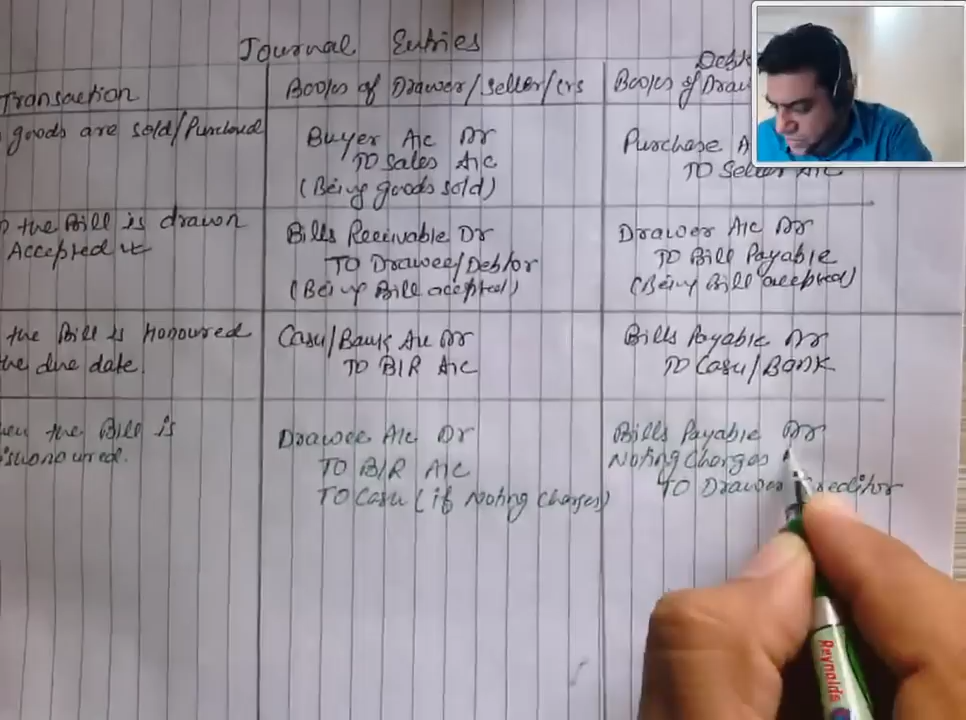 Journal Entries
Transaction
Books of Drawer/seller/crs
Debt
Books of Draw
goods are sold/Purchased
Buyer A/c Dr
TO Sales A/c
(Being goods sold)
Purchase A
TO Seller A/c
the Bill is drawn
Accepted it
Bills Receivable Dr
TO Drawee/Debtor
(Being Bill accepted)
Drawer A/c Dr
TO Bill Payable
(Being Bill accepted)
the Bill is honoured
the due date.
Cash/Bank A/c Dr
TO B/R A/c
Bills Payable Dr
TO Cash/BANK
the Bill is
ishonoured.
Drawee A/c Dr
TO B/R A/c
TO Cash (if Noting Charges)
Bills Payable Dr
Noting Charges
TO Drawer creditor
Reynolds